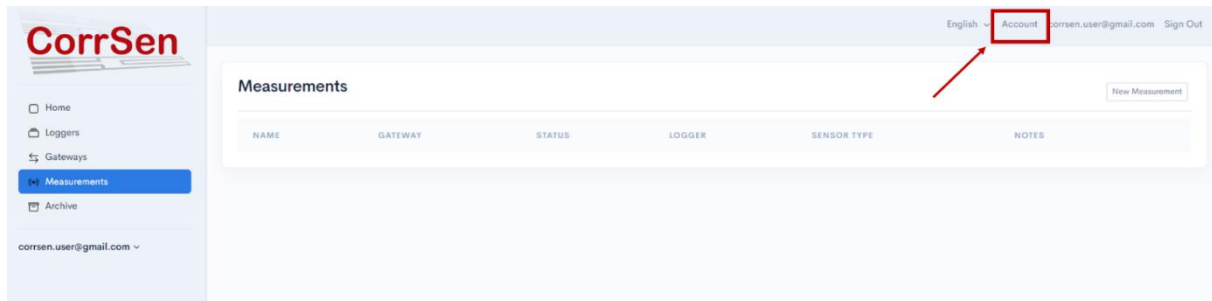 English Account corrsen.user@gmail.com Sign Out
CorrSen
Home
Loggers
Gateways
Measurements
Archive
corrsen.user@gmail.com
Measurements
New Measurement
NAME GATEWAY STATUS LOGGER SENSOR TYPE NOTES